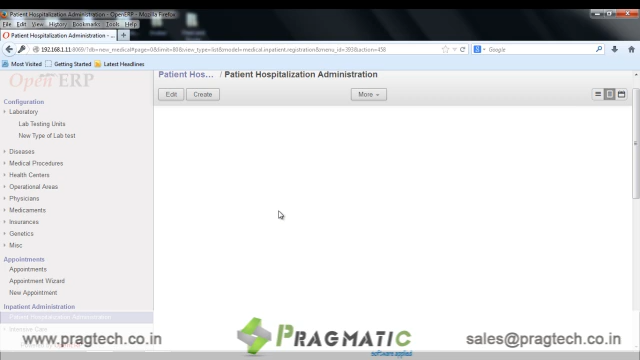 Patient Hospitalization Administration - OpenERP - Mozilla Firefox
File Edit View History Bookmarks Tools Help
Patient Hospitalization Administration - ...
192.168.1.11:8069/?db=new_medical#page=0&limit=80&view_type=list&model=medical.inpatient.registration&menu_id=393&action=458
Google
Most Visited Getting Started Latest Headlines
Open ERP
Patient Hos... / Patient Hospitalization Administration
Edit Create More
Configuration
Laboratory
Lab Testing Units
New Type of Lab test
Diseases
Medical Procedures
Health Centers
Operational Areas
Physicians
Medicaments
Insurances
Genetics
Misc
Appointments
Appointments
Appointment Wizard
New Appointment
Inpatient Administration
Patient Hospitalization Administration
Intensive Care
www.pragtech.co.in PRAGMATIC sales@pragtech.co.in
software applied